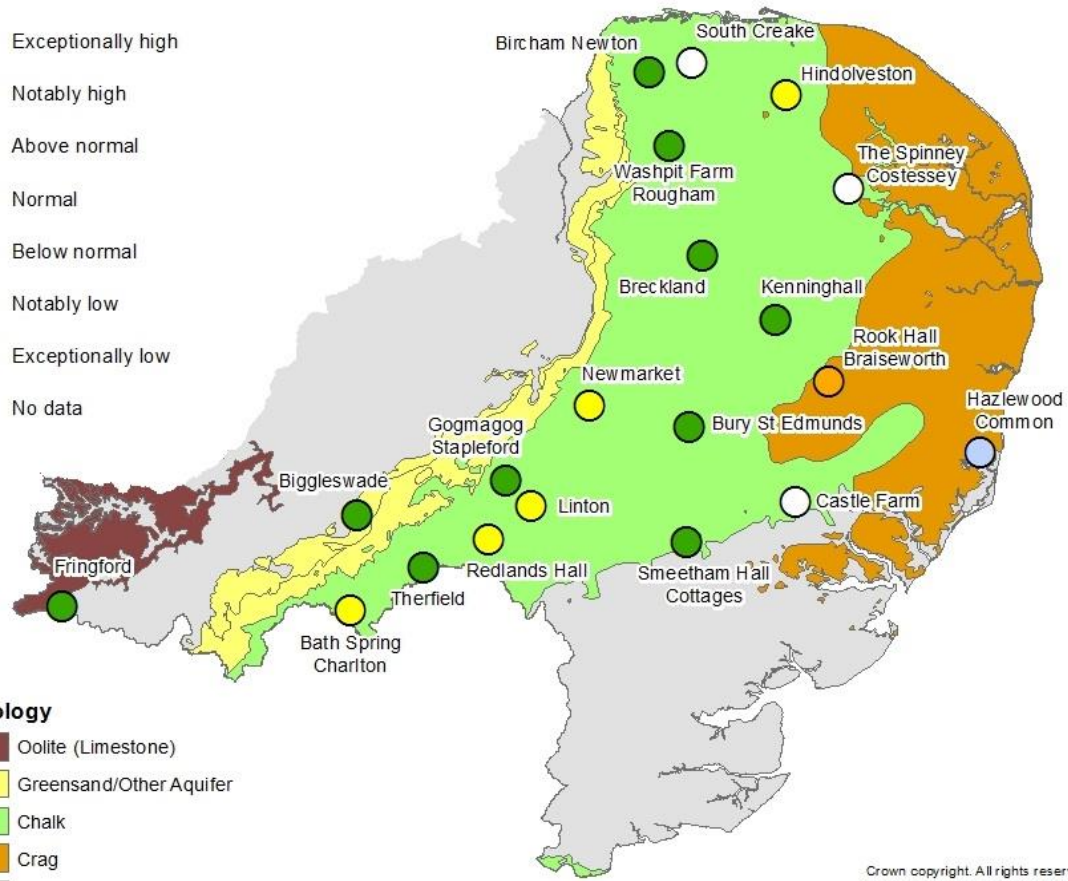 Exceptionally high
Notably high
Above normal
Normal
Below normal
Notably low
Exceptionally low
No data
Bircham Newton
South Creake
Hindolveston
Washpit Farm
Rougham
The Spinney
Costessey
Breckland
Kenninghall
Rook Hall
Braiseworth
Newmarket
Hazlewood
Common
Gogmagog
Stapleford
Bury St Edmunds
Biggleswade
Linton
Castle Farm
Fringford
Redlands Hall
Smeetham Hall
Cottages
Therfield
Bath Spring
Charlton
ology
Oolite (Limestone)
Greensand/Other Aquifer
Chalk
Crag
Crown copyright. All rights reser